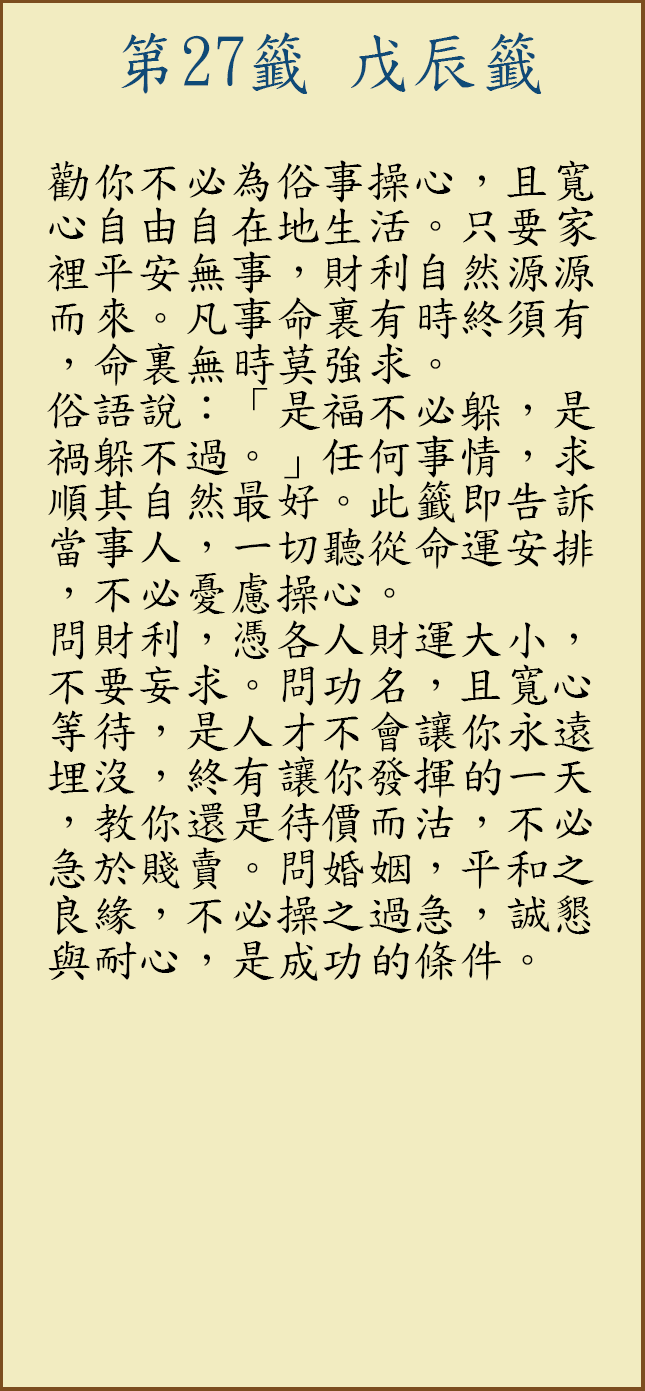 第27籤 戊辰籤
勸你不必為俗事操心，且寬
心自由自在地生活。只要家
裡平安無事，財利自然源源
而來。凡事命裏有時終須有
，命裏無時莫強求。
俗語說：「是福不必躲，是
禍躲不過。」任何事情，求
順其自然最好。此籤即告訴
當事人，一切聽從命運安排
，不必憂慮操心。
問財利，憑各人財運大小，
不要妄求。問功名，且寬心
等待，是人才不會讓你永遠
埋沒，終有讓你發揮的一天
，教你還是待價而沽，不必
急於賤賣。問婚姻，平和之
良緣，不必操之過急，誠懇
與耐心，是成功的條件。